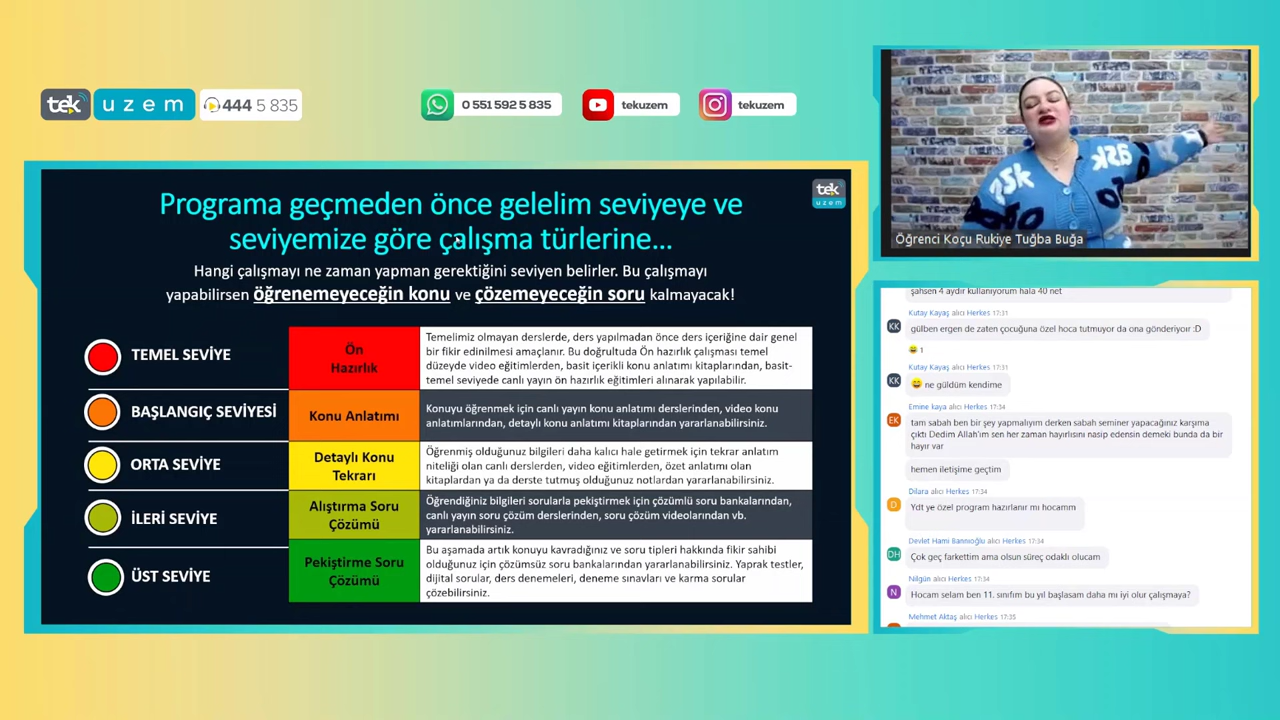 tek uzem 444 5 835
0 551 592 5 835
tekuzem
tekuzem
tek
uzem
Programa geçmeden önce gelelim seviyeye ve
seviyemize göre çalışma türlerine...
Hangi çalışmayı ne zaman yapman gerektiğini seviyen belirler. Bu çalışmayı
yapabilirsen öğrenemeyeceğin konu ve çözemeyeceğin soru kalmayacak!
TEMEL SEVİYE
Ön
Hazırlık
Temelimiz olmayan derslerde, ders yapılmadan önce ders içeriğine dair genel
bir fikir edinilmesi amaçlanır. Bu doğrultuda Ön hazırlık çalışması temel
düzeyde video eğitimlerden, basit içerikli konu anlatımı kitaplarından, basit-
temel seviyede canlı yayın ön hazırlık eğitimleri alınarak yapılabilir.
BAŞLANGIÇ SEVİYESİ
Konu Anlatımı
Konuyu öğrenmek için canlı yayın konu anlatımı derslerinden, video konu
anlatımlarından, detaylı konu anlatımı kitaplarından yararlanabilirsiniz.
ORTA SEVİYE
Detaylı Konu
Tekrarı
Öğrenmiş olduğunuz bilgileri daha kalıcı hale getirmek için tekrar anlatım
niteliği olan canlı derslerden, video eğitimlerden, özet anlatımı olan
kitaplardan ya da derste tutmuş olduğunuz notlardan yararlanabilirsiniz.
İLERİ SEVİYE
Alıştırma Soru
Çözümü
Öğrendiğiniz bilgileri sorularla pekiştirmek için çözümlü soru bankalarından,
canlı yayın soru çözüm derslerinden, soru çözüm videolarından vb.
yararlanabilirsiniz.
ÜST SEVİYE
Pekiştirme Soru
Çözümü
Bu aşamada artık konuyu kavradığınız ve soru tipleri hakkında fikir sahibi
olduğunuz için çözümsüz soru bankalarından yararlanabilirsiniz. Yaprak testler,
dijital sorular, ders denemeleri, deneme sınavları ve karma sorular
çözebilirsiniz.
Öğrenci Koçu Rukiye Tuğba Buğa
şahsen 4 aydır kullanıyorum hala 40 net
Kutay Kayaş alıcı Herkes 17:31
KK
gülben ergen de zaten çocuğuna özel hoca tutmuyor da ona gönderiyoır :D
😄 1
Kutay Kayaş alıcı Herkes 17:31
KK
😄 ne güldüm kendime
Emine kaya alıcı Herkes 17:34
EK
tam sabah ben bir şey yapmalıyım derken sabah seminer yapacağınız karşıma
çıktı Dedim Allah'ım sen her zaman hayırlısını nasip edensin demeki bunda da bir
hayır var
hemen iletişime geçtim
Dilara alıcı Herkes 17:34
D
Ydt ye özel program hazırlanır mı hocamm
Devlet Hami Bannıoğlu alıcı Herkes 17:34
DH
Çok geç farkettim ama olsun süreç odaklı olucam
Nilgün alıcı Herkes 17:34
N
Hocam selam ben 11. sınıfım bu yıl başlasam daha mı iyi olur çalışmaya?
Mehmet Aktaş alıcı Herkes 17:35